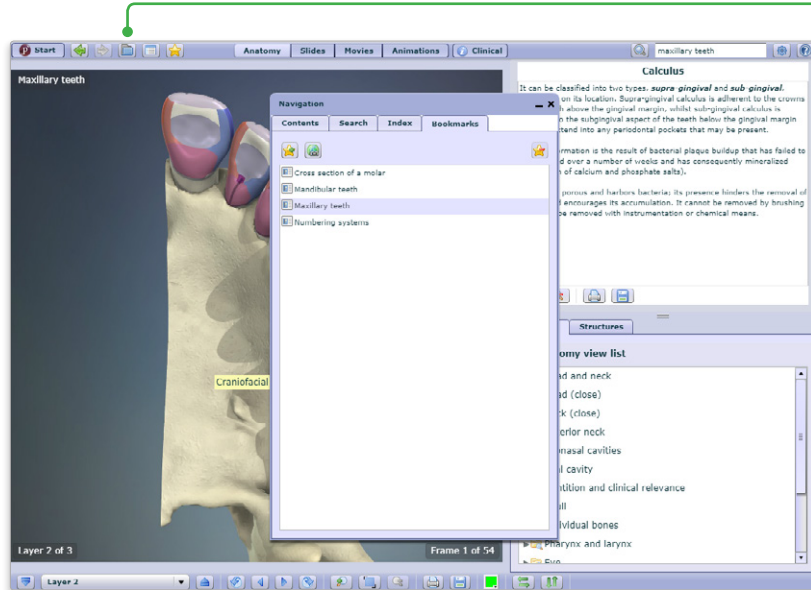 Start
Anatomy Slides Movies Animations Clinical
maxillary teeth
Maxillary teeth
Craniofacial
Layer 2 of 3
Frame 1 of 54
Navigation
Contents Search Index Bookmarks
Cross section of a molar
Mandibular teeth
Maxillary teeth
Numbering systems
Calculus
It can be classified into two types, supra-gingival and sub-gingival,
on its location. Supra-gingival calculus is adherent to the crowns
above the gingival margin, whilst sub-gingival calculus is
the subgingival aspect of the teeth below the gingival margin
tend into any periodontal pockets that may be present.
rmation is the result of bacterial plaque buildup that has failed to
d over a number of weeks and has consequently mineralized
of calcium and phosphate salts).
porous and harbors bacteria; its presence hinders the removal of
d encourages its accumulation. It cannot be removed by brushing
be removed with instrumentation or chemical means.
Structures
omy view list
ad and neck
ad (close)
k (close)
erior neck
nasal cavities
l cavity
ntition and clinical relevance
ll
ividual bones
Pharynx and larynx
Eye
Layer 2